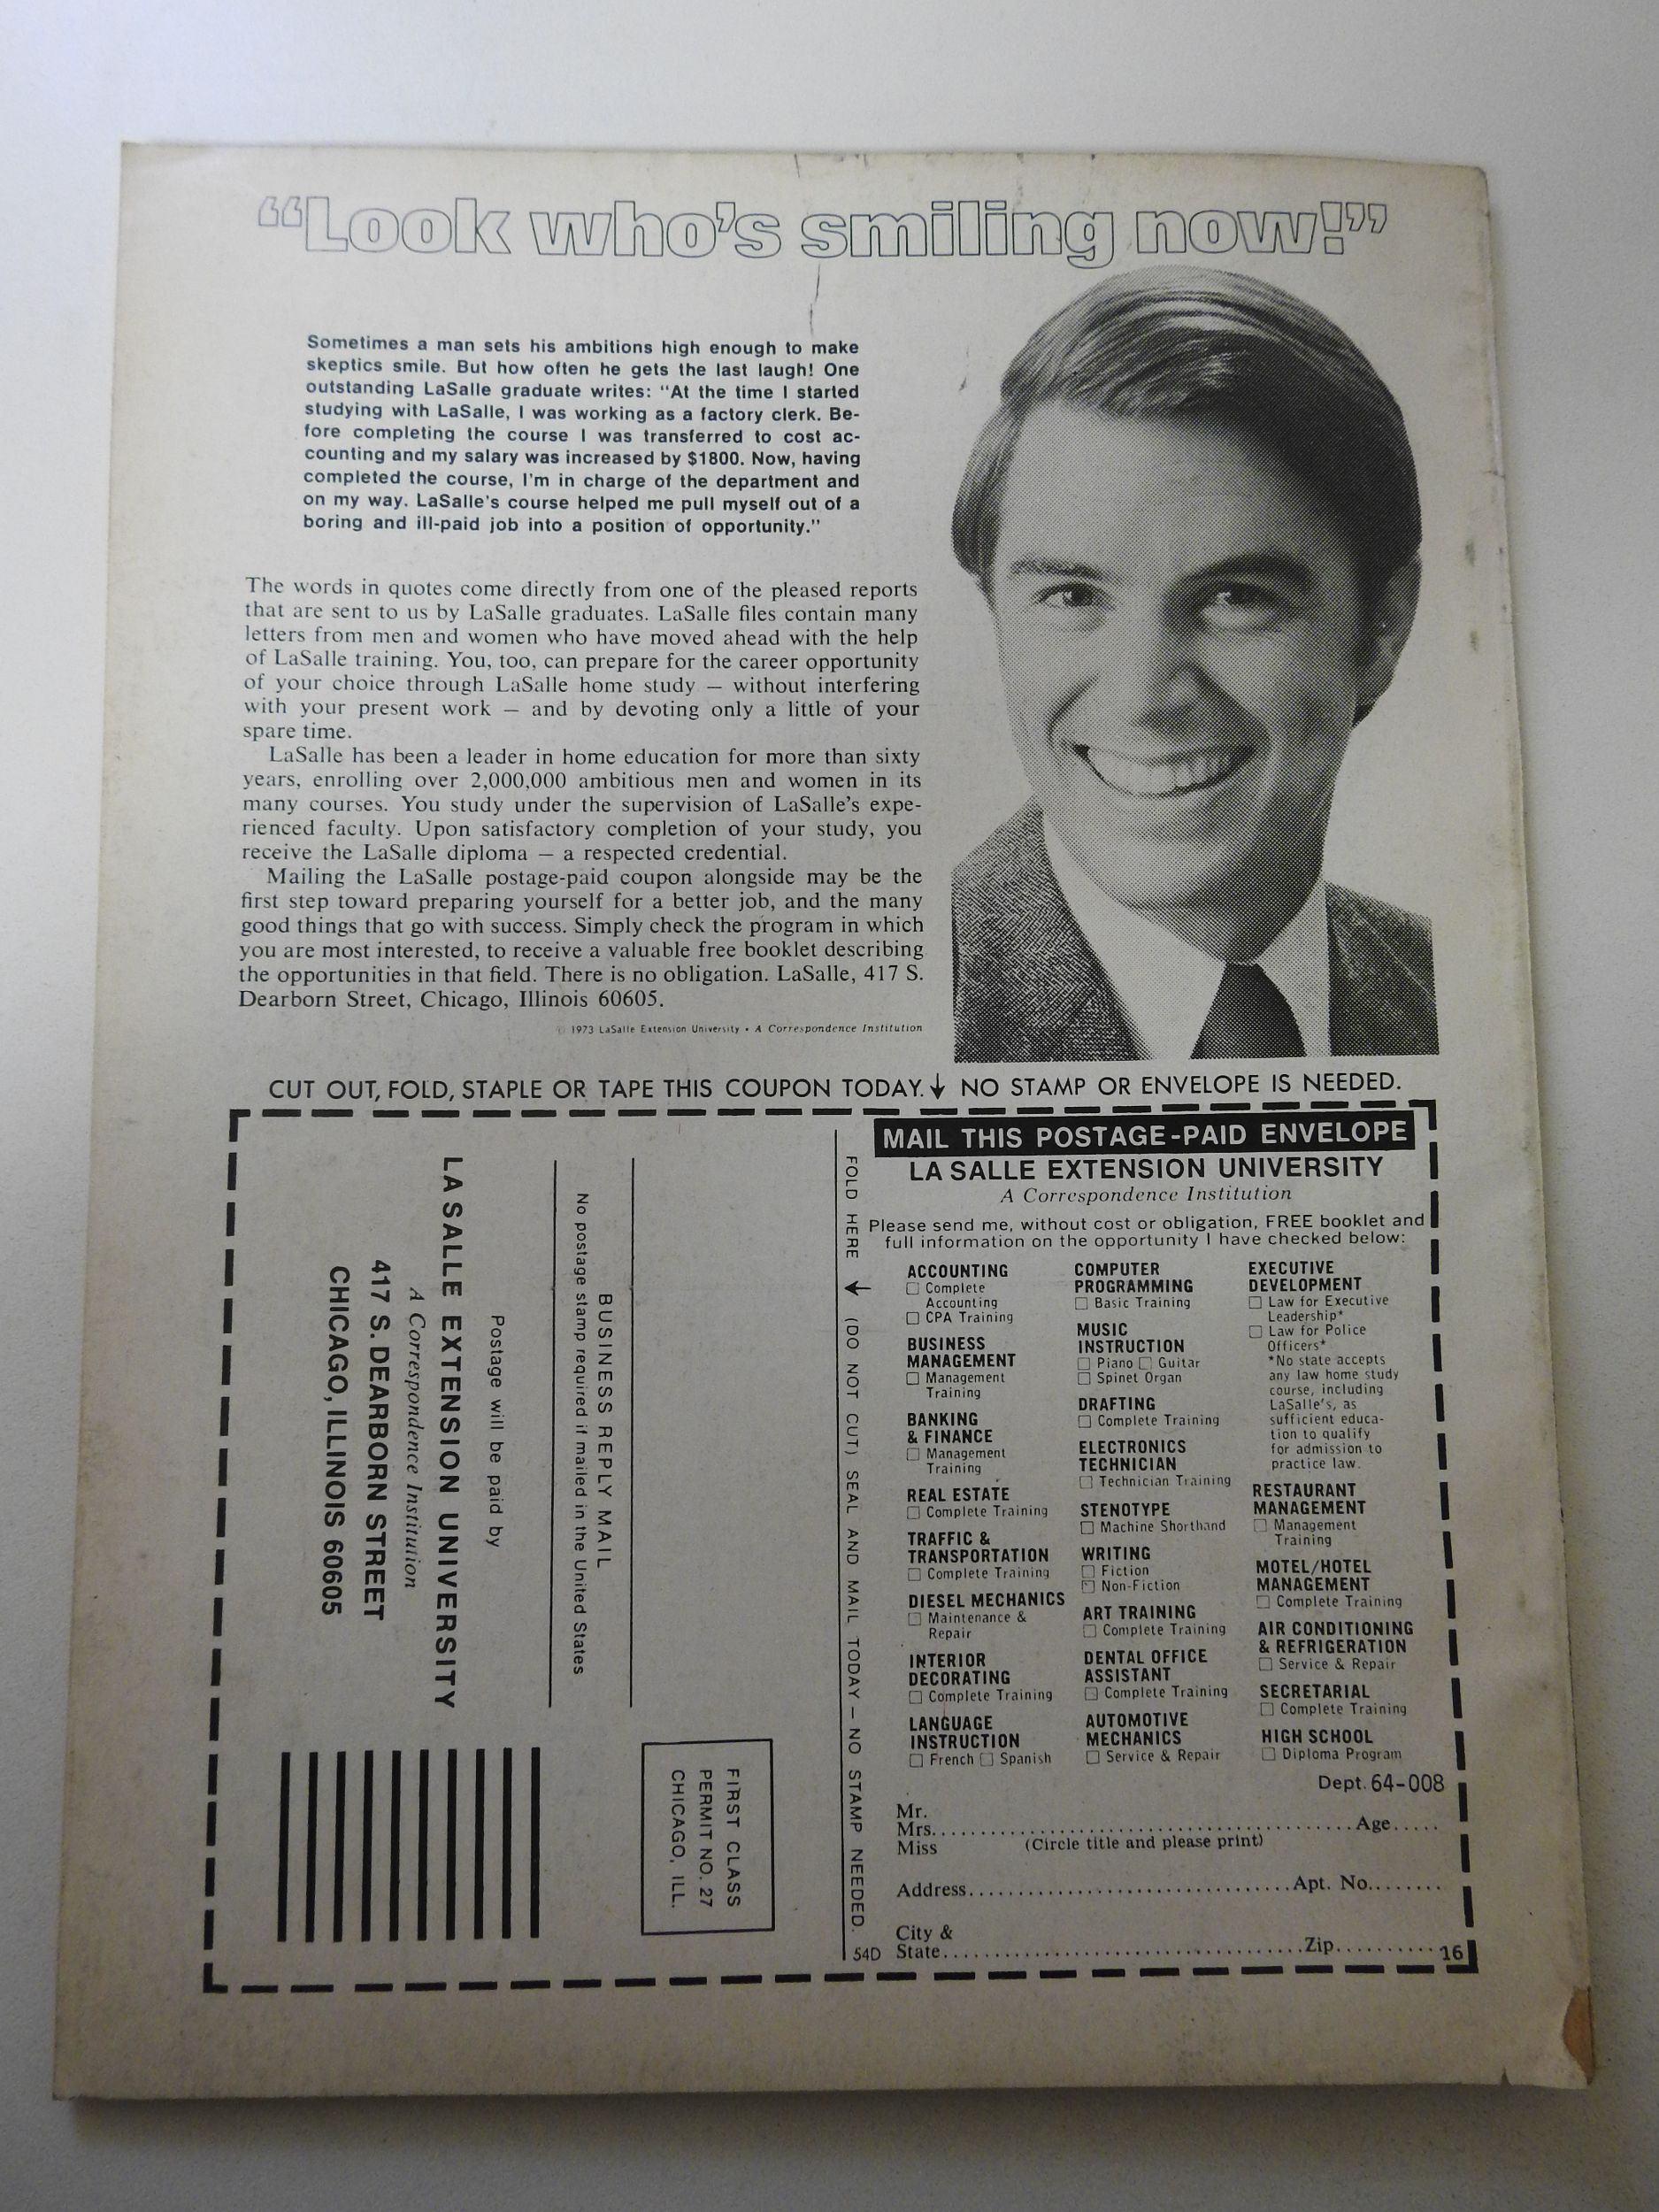 “Look who's smiling now!”
Sometimes a man sets his ambitions high enough to make
skeptics smile. But how often he gets the last laugh! One
outstanding LaSalle graduate writes: “At the time I started
studying with LaSalle, I was working as a factory clerk. Be-
fore completing the course I was transferred to cost ac-
counting and my salary was increased by $1800. Now, having
completed the course, I'm in charge of the department and
on my way. LaSalle's course helped me pull myself out of a
boring and ill-paid job into a position of opportunity.”
The words in quotes come directly from one of the pleased reports
that are sent to us by LaSalle graduates. LaSalle files contain many
letters from men and women who have moved ahead with the help
of LaSalle training. You, too, can prepare for the career opportunity
of your choice through LaSalle home study — without interfering
with your present work — and by devoting only a little of your
spare time.
LaSalle has been a leader in home education for more than sixty
years, enrolling over 2,000,000 ambitious men and women in its
many courses. You study under the supervision of LaSalle's expe-
rienced faculty. Upon satisfactory completion of your study, you
receive the LaSalle diploma — a respected credential.
Mailing the LaSalle postage-paid coupon alongside may be the
first step toward preparing yourself for a better job, and the many
good things that go with success. Simply check the program in which
you are most interested, to receive a valuable free booklet describing
the opportunities in that field. There is no obligation. LaSalle, 417 S.
Dearborn Street, Chicago, Illinois 60605.
© 1973 LaSalle Extension University • A Correspondence Institution
CUT OUT, FOLD, STAPLE OR TAPE THIS COUPON TODAY. NO STAMP OR ENVELOPE IS NEEDED.
BUSINESS REPLY MAIL
No postage stamp required if mailed in the United States
Postage will be paid by
LA SALLE EXTENSION UNIVERSITY
A Correspondence Institution
417 S. DEARBORN STREET
CHICAGO, ILLINOIS 60605
FIRST CLASS
PERMIT NO. 27
CHICAGO, ILL.
FOLD HERE (DO NOT CUT) SEAL AND MAIL TODAY — NO STAMP NEEDED.
MAIL THIS POSTAGE-PAID ENVELOPE
LA SALLE EXTENSION UNIVERSITY
A Correspondence Institution
Please send me, without cost or obligation, FREE booklet and
full information on the opportunity I have checked below:
ACCOUNTING
Complete
Accounting
CPA Training
BUSINESS
MANAGEMENT
Management
Training
BANKING
& FINANCE
Management
Training
REAL ESTATE
Complete Training
TRAFFIC &
TRANSPORTATION
Complete Training
DIESEL MECHANICS
Maintenance &
Repair
INTERIOR
DECORATING
Complete Training
LANGUAGE
INSTRUCTION
French Spanish
COMPUTER
PROGRAMMING
Basic Training
MUSIC
INSTRUCTION
Piano Guitar
Spinet Organ
DRAFTING
Complete Training
ELECTRONICS
TECHNICIAN
Technician Training
STENOTYPE
Machine Shorthand
WRITING
Fiction
Non-Fiction
ART TRAINING
Complete Training
DENTAL OFFICE
ASSISTANT
Complete Training
AUTOMOTIVE
MECHANICS
Service & Repair
EXECUTIVE
DEVELOPMENT
Law for Executive
Leadership*
Law for Police
Officers*
*No state accepts
any law home study
course, including
LaSalle's, as
sufficient educa-
tion to qualify
for admission to
practice law.
RESTAURANT
MANAGEMENT
Management
Training
MOTEL/HOTEL
MANAGEMENT
Complete Training
AIR CONDITIONING
& REFRIGERATION
Service & Repair
SECRETARIAL
Complete Training
HIGH SCHOOL
Diploma Program
Dept. 64-008
Mr.
Mrs. Age
Miss (Circle title and please print)
Address Apt. No.
City &
54D State Zip 16